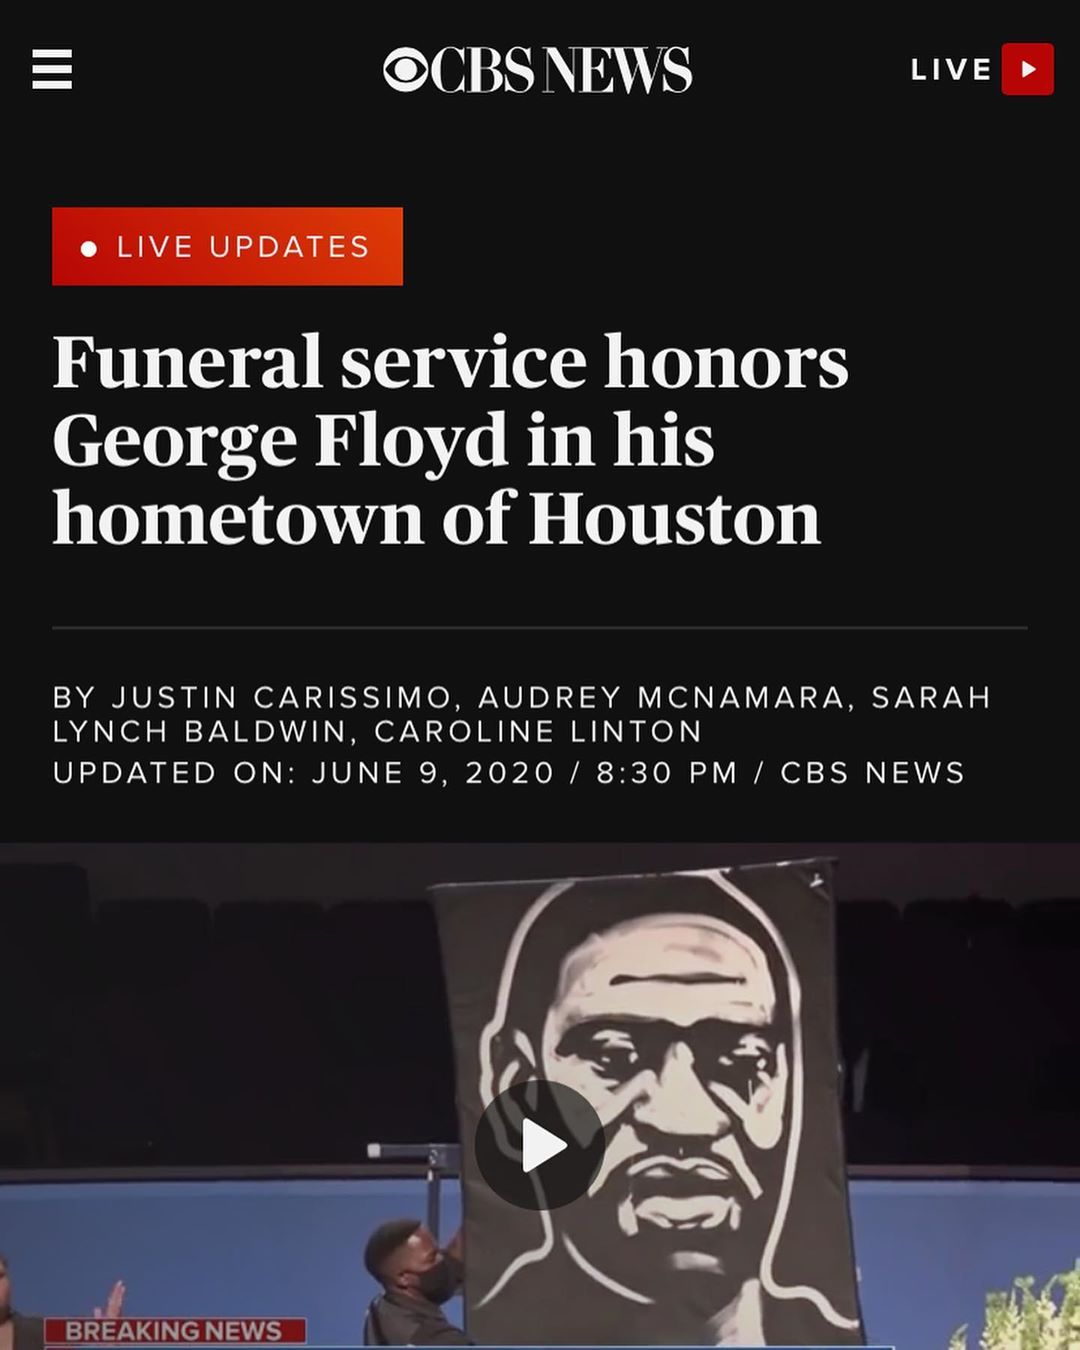 CBS NEWS
LIVE
LIVE UPDATES
Funeral service honors
George Floyd in his
hometown of Houston
BY JUSTIN CARISSIMO, AUDREY MCNAMARA, SARAH
LYNCH BALDWIN, CAROLINE LINTON
UPDATED ON: JUNE 9, 2020 / 8:30 PM / CBS NEWS
BREAKING NEWS